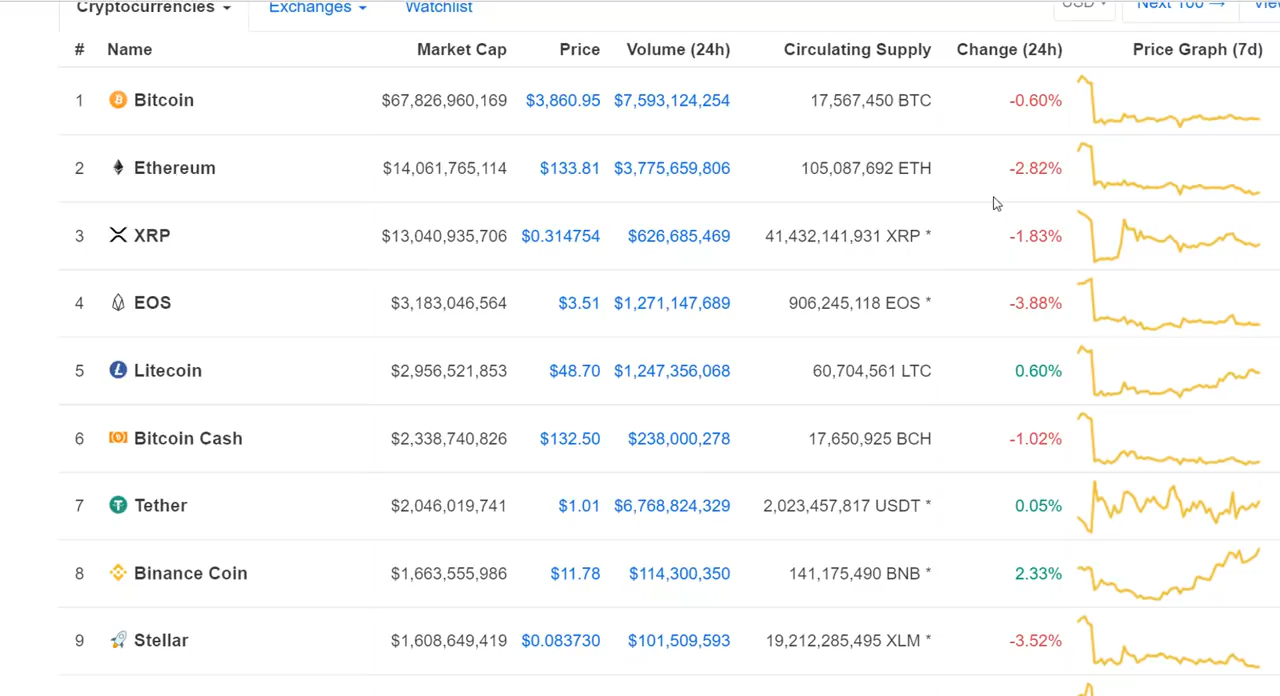 Cryptocurrencies Exchanges Watchlist USD Next 100 →
# Name Market Cap Price Volume (24h) Circulating Supply Change (24h) Price Graph (7d)
1 Bitcoin $67,826,960,169 $3,860.95 $7,593,124,254 17,567,450 BTC -0.60%
2 Ethereum $14,061,765,114 $133.81 $3,775,659,806 105,087,692 ETH -2.82%
3 XRP $13,040,935,706 $0.314754 $626,685,469 41,432,141,931 XRP * -1.83%
4 EOS $3,183,046,564 $3.51 $1,271,147,689 906,245,118 EOS * -3.88%
5 Litecoin $2,956,521,853 $48.70 $1,247,356,068 60,704,561 LTC 0.60%
6 Bitcoin Cash $2,338,740,826 $132.50 $238,000,278 17,650,925 BCH -1.02%
7 Tether $2,046,019,741 $1.01 $6,768,824,329 2,023,457,817 USDT * 0.05%
8 Binance Coin $1,663,555,986 $11.78 $114,300,350 141,175,490 BNB * 2.33%
9 Stellar $1,608,649,419 $0.083730 $101,509,593 19,212,285,495 XLM * -3.52%